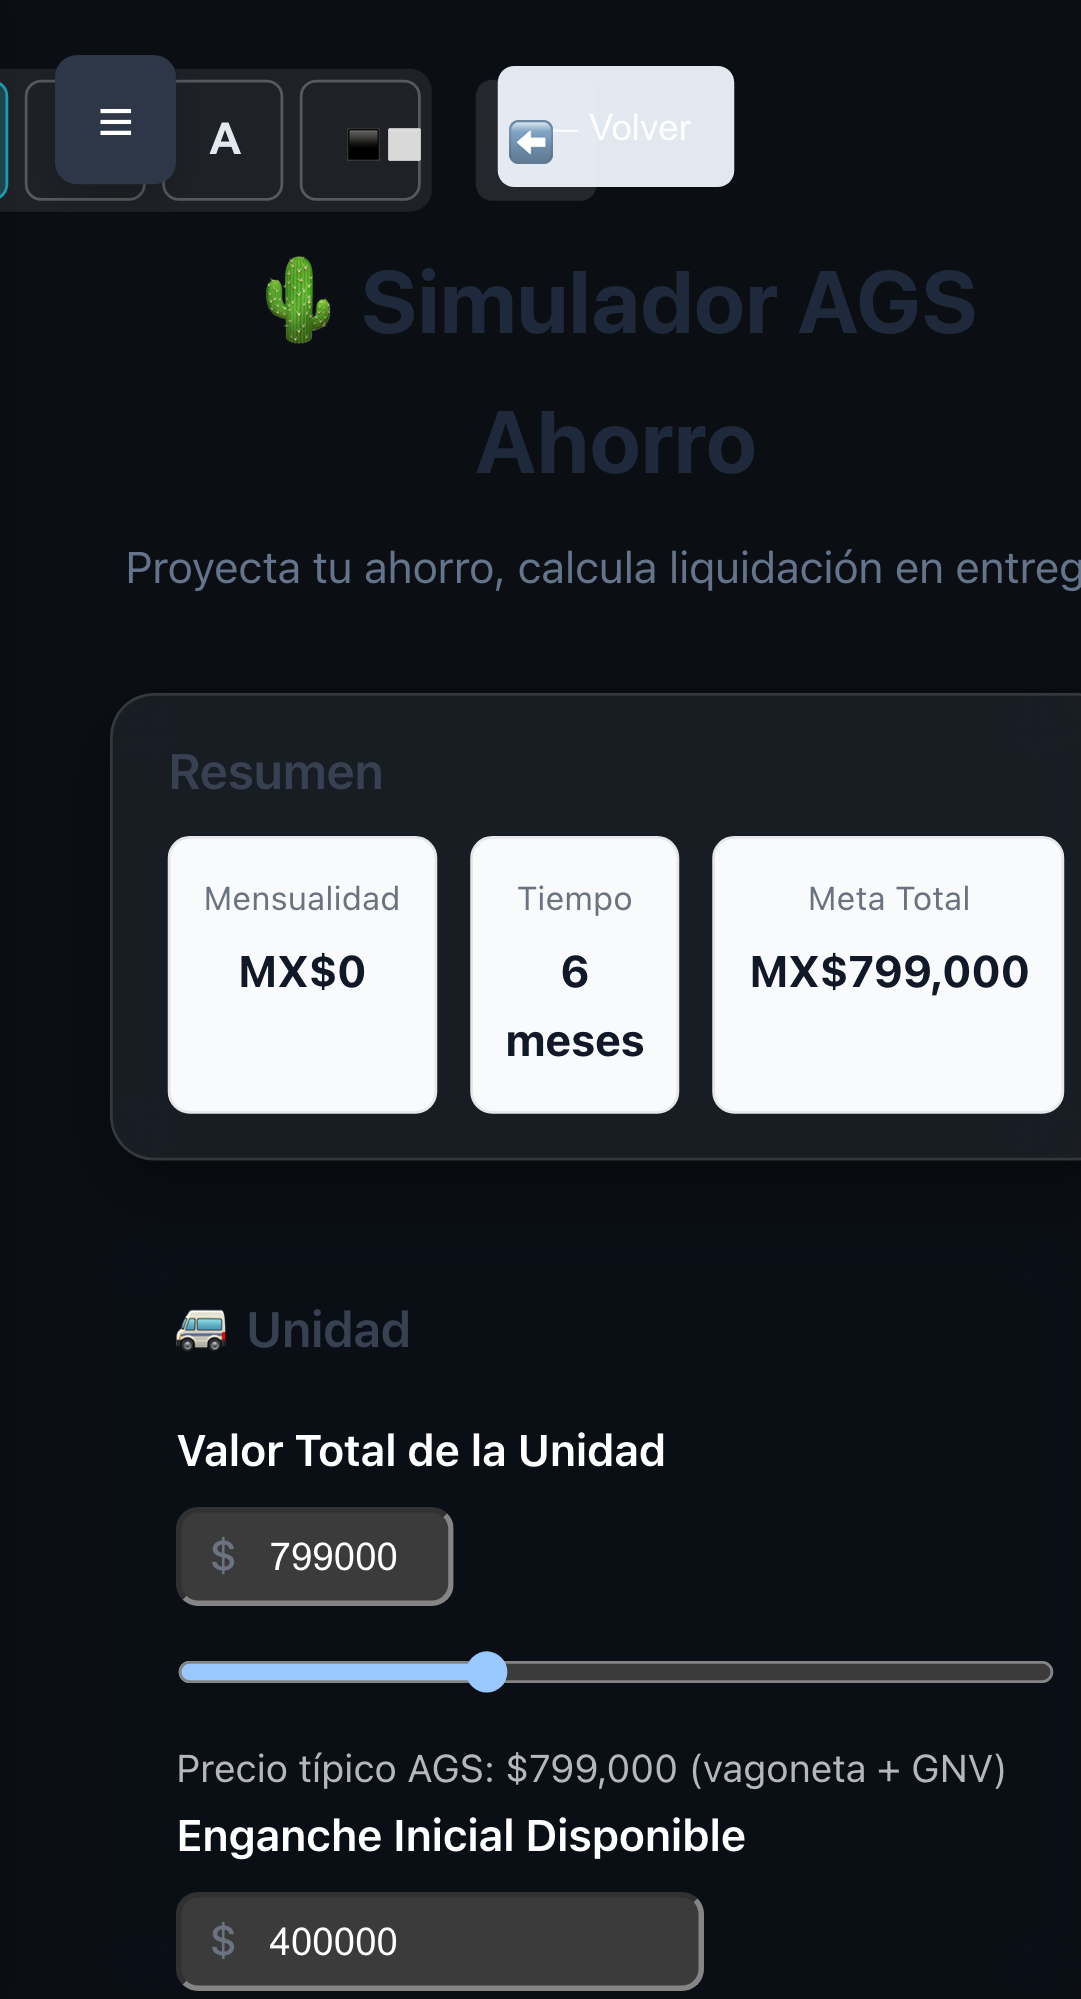 A
← Volver
Simulador AGS
Ahorro
Proyecta tu ahorro, calcula liquidación en entreg
Resumen
Mensualidad
MX$0
Tiempo
6
meses
Meta Total
MX$799,000
Unidad
Valor Total de la Unidad
$ 799000
Precio típico AGS: $799,000 (vagoneta + GNV)
Enganche Inicial Disponible
$ 400000